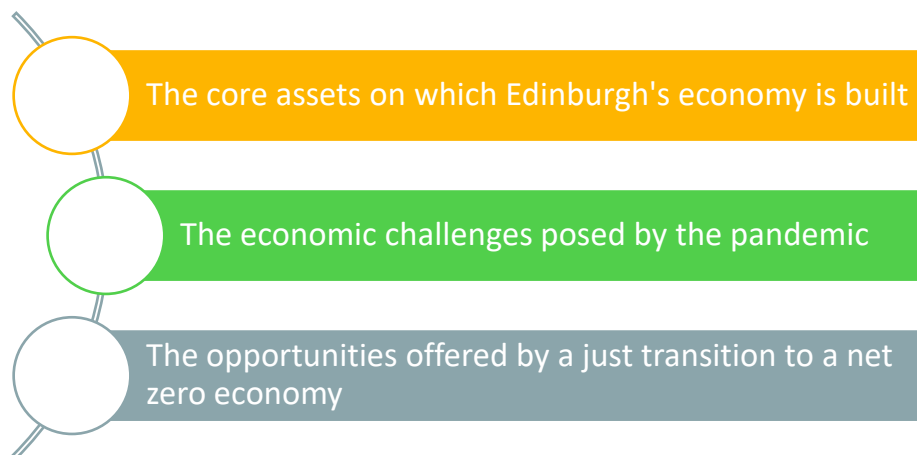 The core assets on which Edinburgh's economy is built
The economic challenges posed by the pandemic
The opportunities offered by a just transition to a net
zero economy